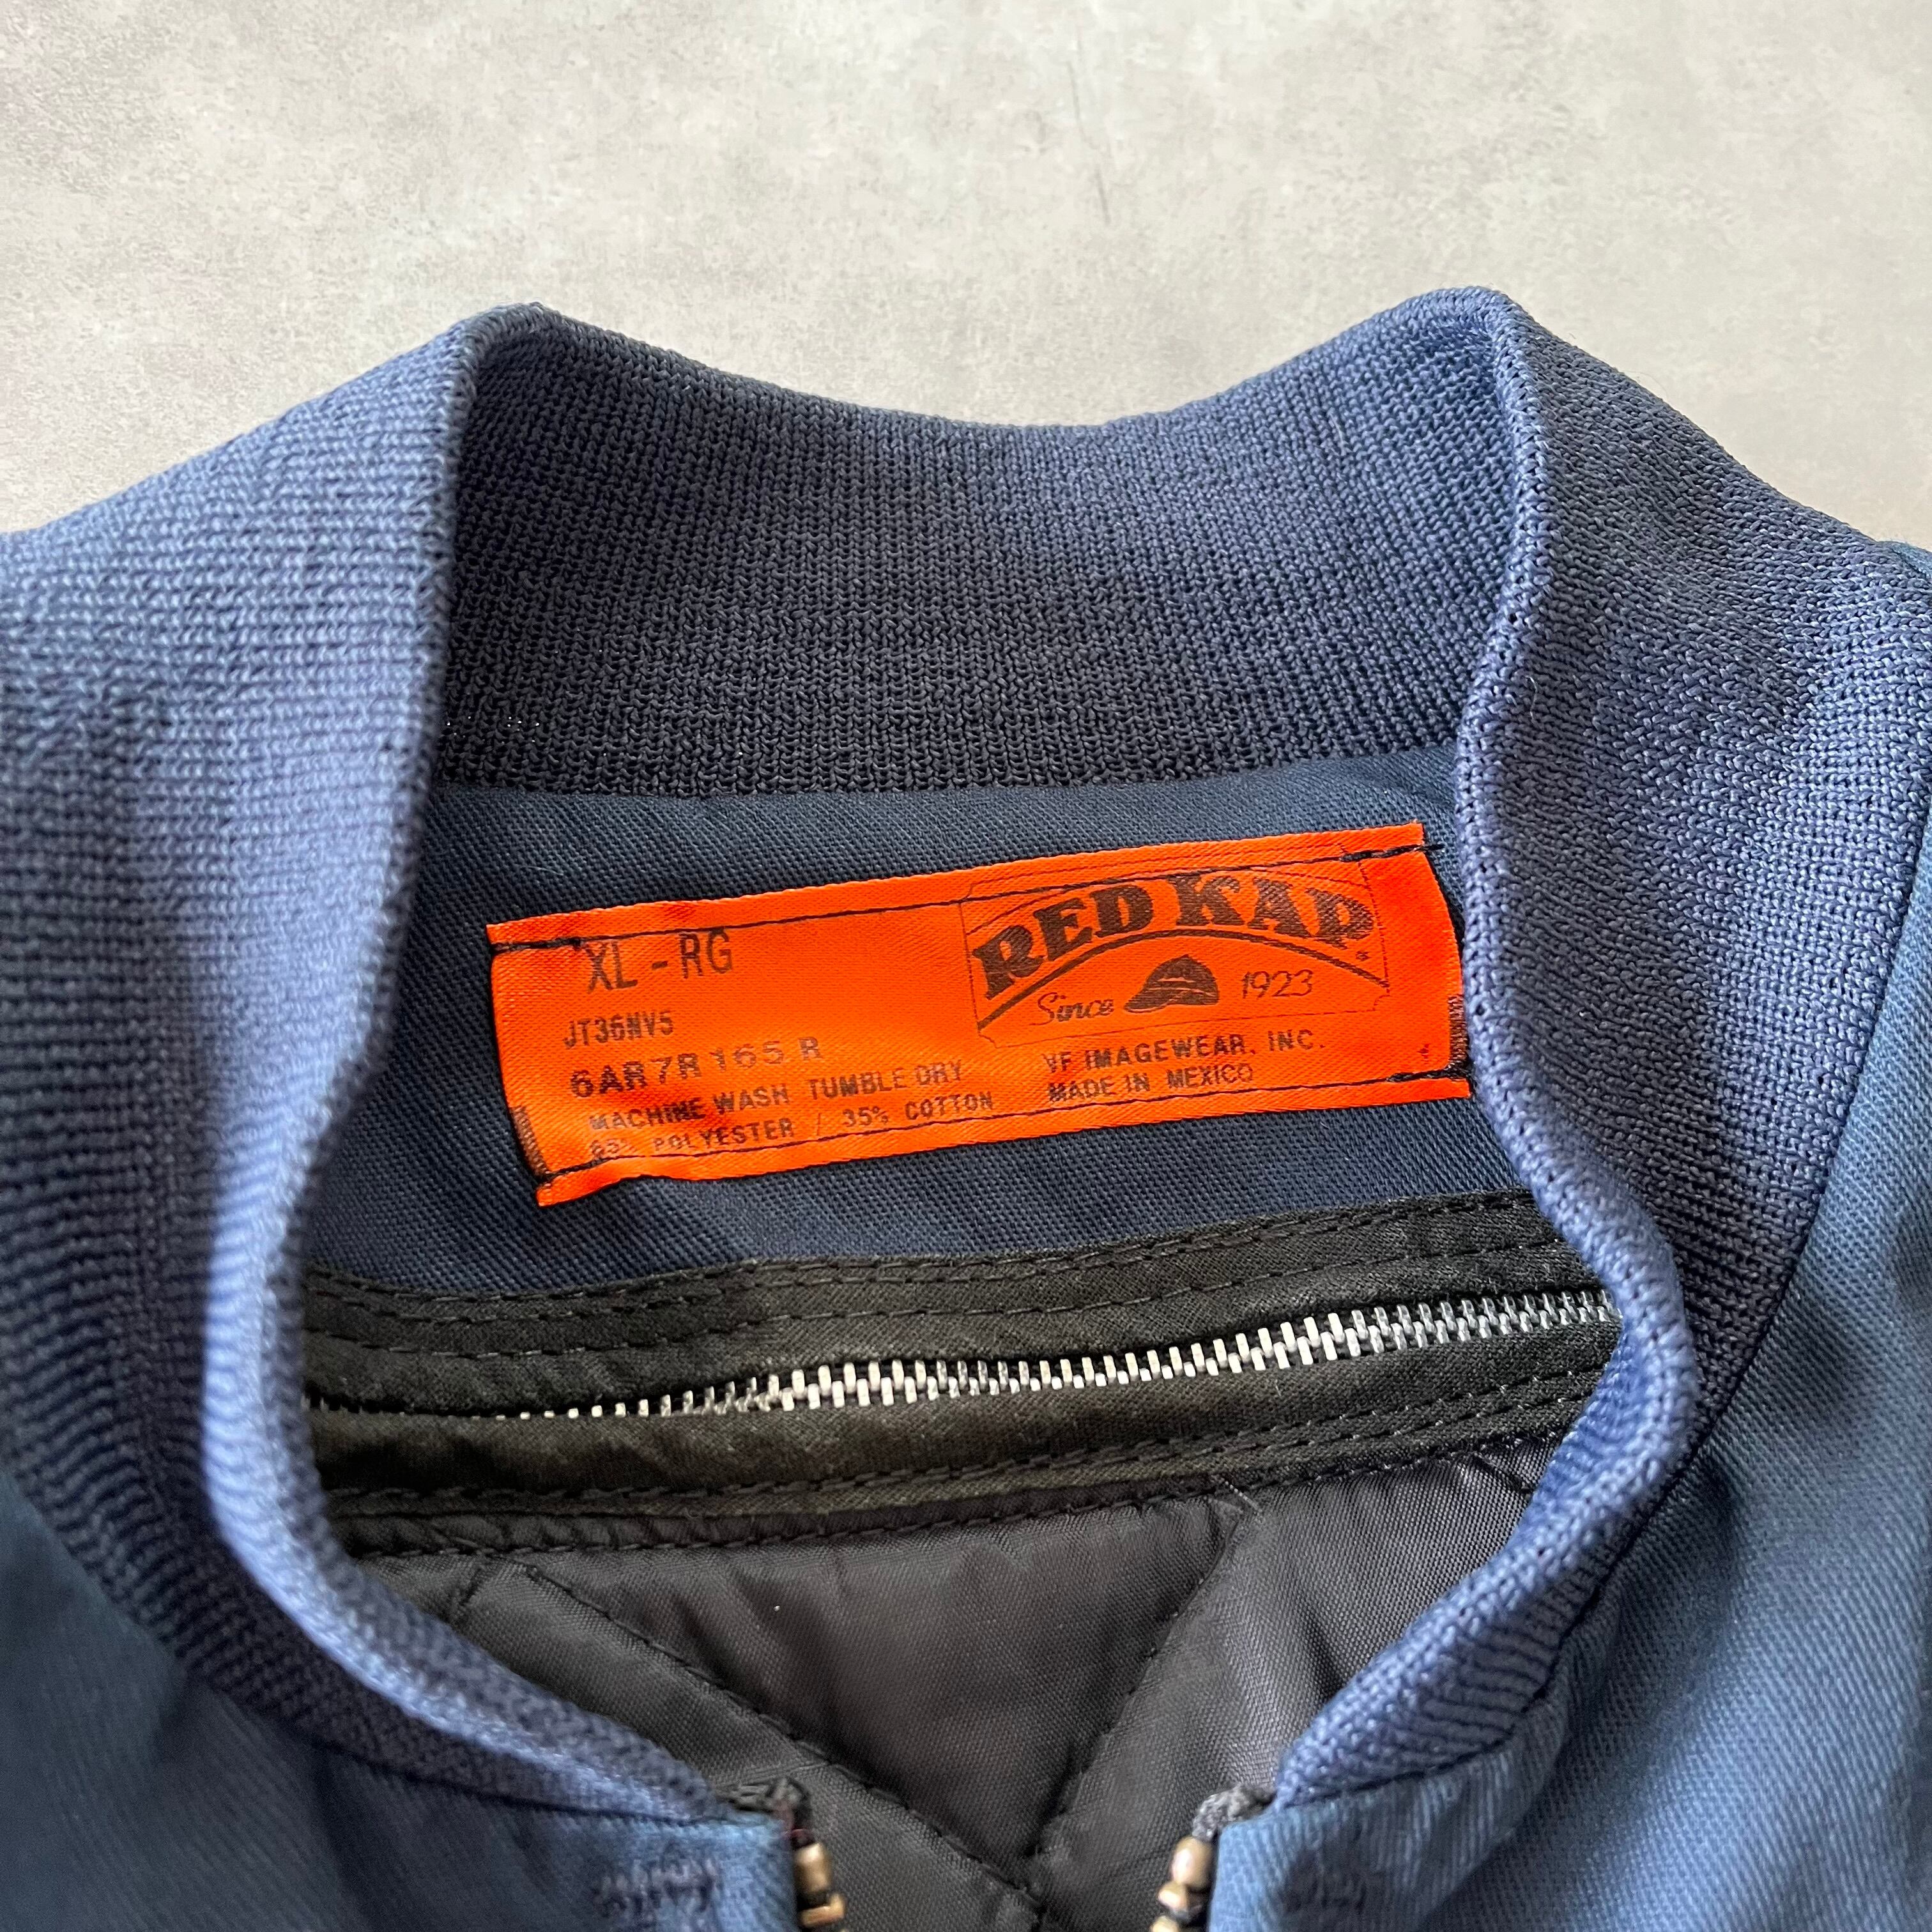 XL - RG
JT36NV5
6AR7R 165 R
MACHINE WASH TUMBLE DRY
65% POLYESTER / 35% COTTON
RED KAP
Since 1923
VF IMAGEWEAR, INC.
MADE IN MEXICO